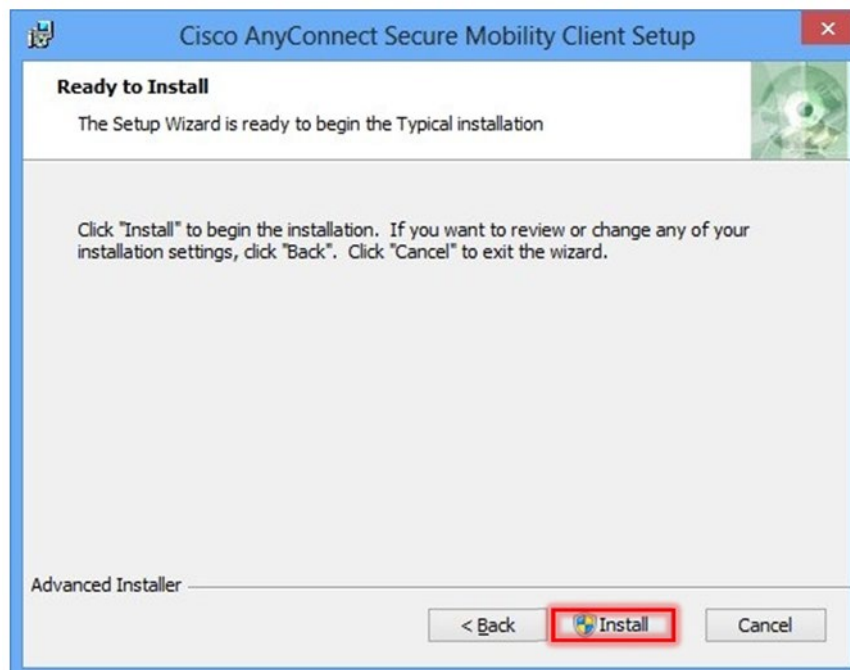 Cisco AnyConnect Secure Mobility Client Setup
Ready to Install
The Setup Wizard is ready to begin the Typical installation
Click "Install" to begin the installation. If you want to review or change any of your
installation settings, click "Back". Click "Cancel" to exit the wizard.
Advanced Installer
< Back
Install
Cancel